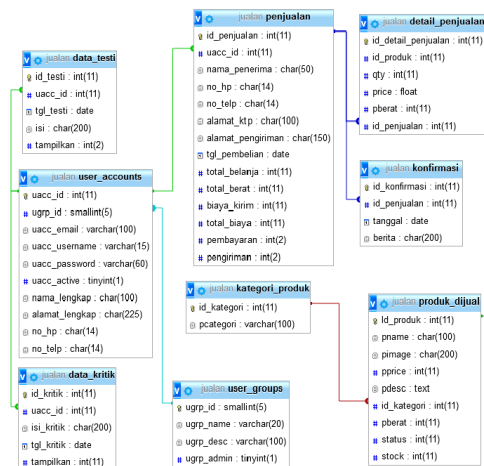 jualan data_testi
id_testi : int(11)
uacc_id : int(11)
tgl_testi : date
isi : char(200)
tampilkan : int(2)
jualan user_accounts
uacc_id : int(11)
ugrp_id : smallint(5)
uacc_email : varchar(100)
uacc_username : varchar(15)
uacc_password : varchar(60)
uacc_active : tinyint(1)
nama_lengkap : char(100)
alamat_lengkap : char(225)
no_hp : char(14)
no_telp : char(14)
jualan data_kritik
id_kritik : int(11)
uacc_id : int(11)
isi_kritik : char(200)
tgl_kritik : date
tampilkan : int(11)
jualan penjualan
id_penjualan : int(11)
uacc_id : int(11)
nama_penerima : char(50)
no_hp : char(14)
no_telp : char(14)
alamat_ktp : char(100)
alamat_pengiriman : char(150)
tgl_pembelian : date
total_belanja : int(11)
total_berat : int(11)
biaya_kirim : int(11)
total_biaya : int(11)
pembayaran : int(2)
pengiriman : int(2)
jualan kategori_produk
id_kategori : int(11)
pcategori : varchar(100)
jualan user_groups
ugrp_id : smallint(5)
ugrp_name : varchar(20)
ugrp_desc : varchar(100)
ugrp_admin : tinyint(1)
jualan detail_penjualan
id_detail_penjualan : int(11)
id_produk : int(11)
qty : int(11)
price : float
pberat : int(11)
id_penjualan : int(11)
jualan konfirmasi
id_konfirmasi : int(11)
id_penjualan : int(11)
tanggal : date
berita : char(200)
jualan produk_dijual
Id_produk : int(11)
pname : char(100)
pimage : char(200)
pprice : int(11)
pdesc : text
id_kategori : int(11)
pberat : int(11)
status : int(11)
stock : int(11)